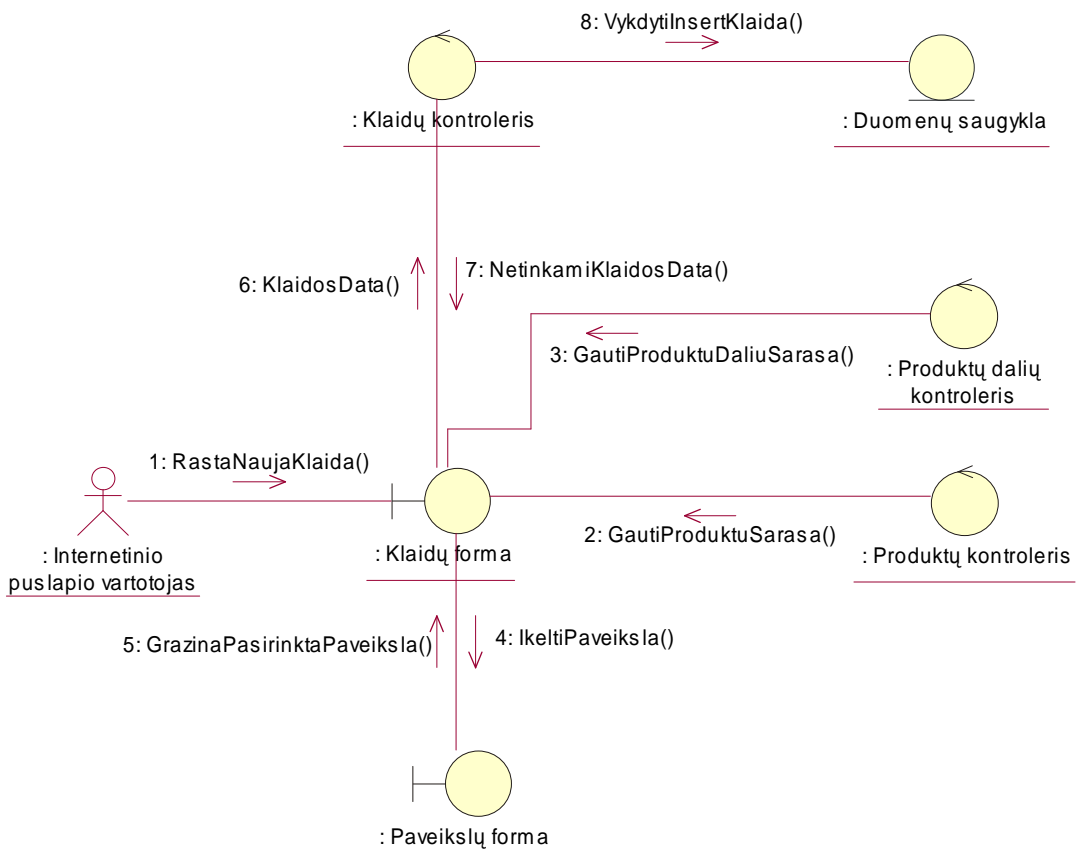 8: VykdytiInsertKlaida()
: Klaidų kontroleris
: Duomenų saugykla
6: KlaidosData()
7: NetinkamiKlaidosData()
3: GautiProduktuDaliuSarasa()
: Produktų dalių
kontroleris
1: RastaNaujaKlaida()
: Internetinio
puslapio vartotojas
: Klaidų forma
2: GautiProduktuSarasa()
: Produktų kontroleris
5: GrazinaPasirinktaPaveiksla()
4: IkeltiPaveiksla()
: Paveikslų forma